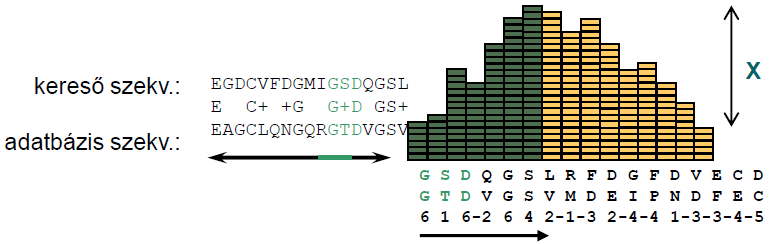 kereső szekv.: EGDCVFDGMIGSDQGSL
E C+ +G G+D GS+
adatbázis szekv.: EAGCLQNGQRGTDVGSV
X
G S D Q G S L R F D G F D V E C D
G T D V G S V M D E I P N D F E C
6 1 6-2 6 4 2-1-3 2-4-4 1-3-3-4-5